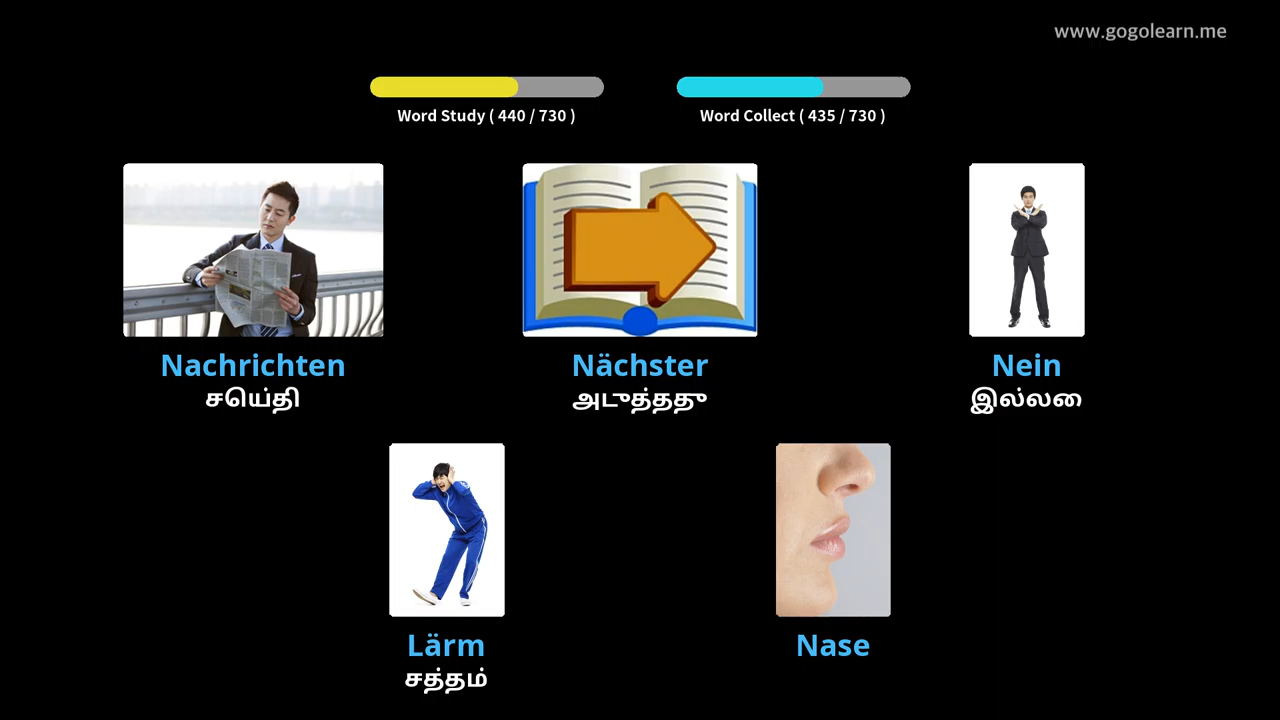 www.gogolearn.me
Word Study ( 440 / 730 )
Word Collect ( 435 / 730 )
Nachrichten
செய்தி
Nächster
அடுத்தது
Nein
இல்லை
Lärm
சத்தம்
Nase